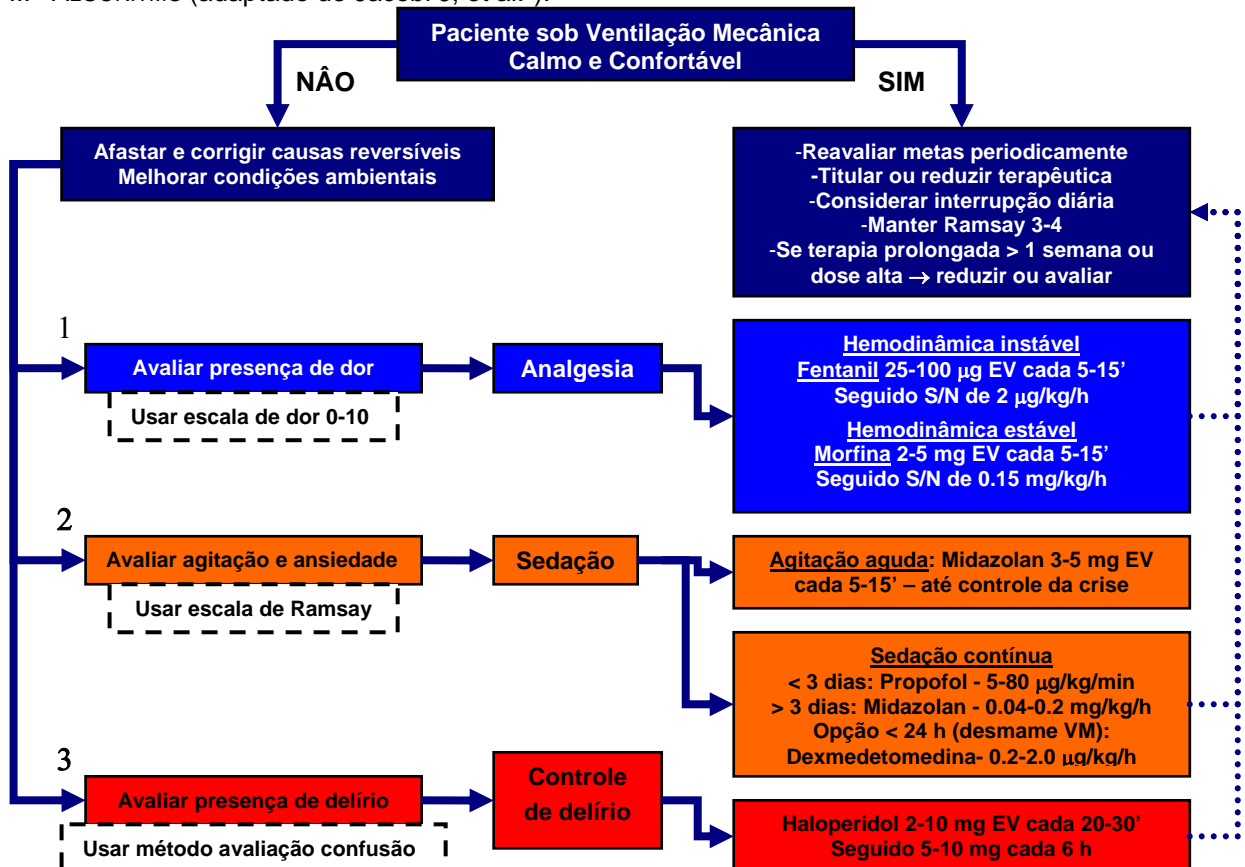 (adaptado de et al.
Paciente sob Ventilação Mecânica
Calmo e Confortável
NÂO
SIM
Afastar e corrigir causas reversíveis
Melhorar condições ambientais
-Reavaliar metas periodicamente
-Titular ou reduzir terapêutica
-Considerar interrupção diária
-Manter Ramsay 3-4
-Se terapia prolongada > 1 semana ou
dose alta → reduzir ou avaliar
1
Avaliar presença de dor
Usar escala de dor 0-10
Analgesia
Hemodinâmica instável
Fentanil 25-100 µg EV cada 5-15’
Seguido S/N de 2 µg/kg/h
Hemodinâmica estável
Morfina 2-5 mg EV cada 5-15’
Seguido S/N de 0.15 mg/kg/h
2
Avaliar agitação e ansiedade
Usar escala de Ramsay
Sedação
Agitação aguda: Midazolan 3-5 mg EV
cada 5-15’ – até controle da crise
Sedação contínua
< 3 dias: Propofol - 5-80 µg/kg/min
> 3 dias: Midazolan - 0.04-0.2 mg/kg/h
Opção < 24 h (desmame VM):
Dexmedetomedina- 0.2-2.0 µg/kg/h
3
Avaliar presença de delírio
Usar método avaliação confusão
Controle
de delírio
Haloperidol 2-10 mg EV cada 20-30’
Seguido 5-10 mg cada 6 h